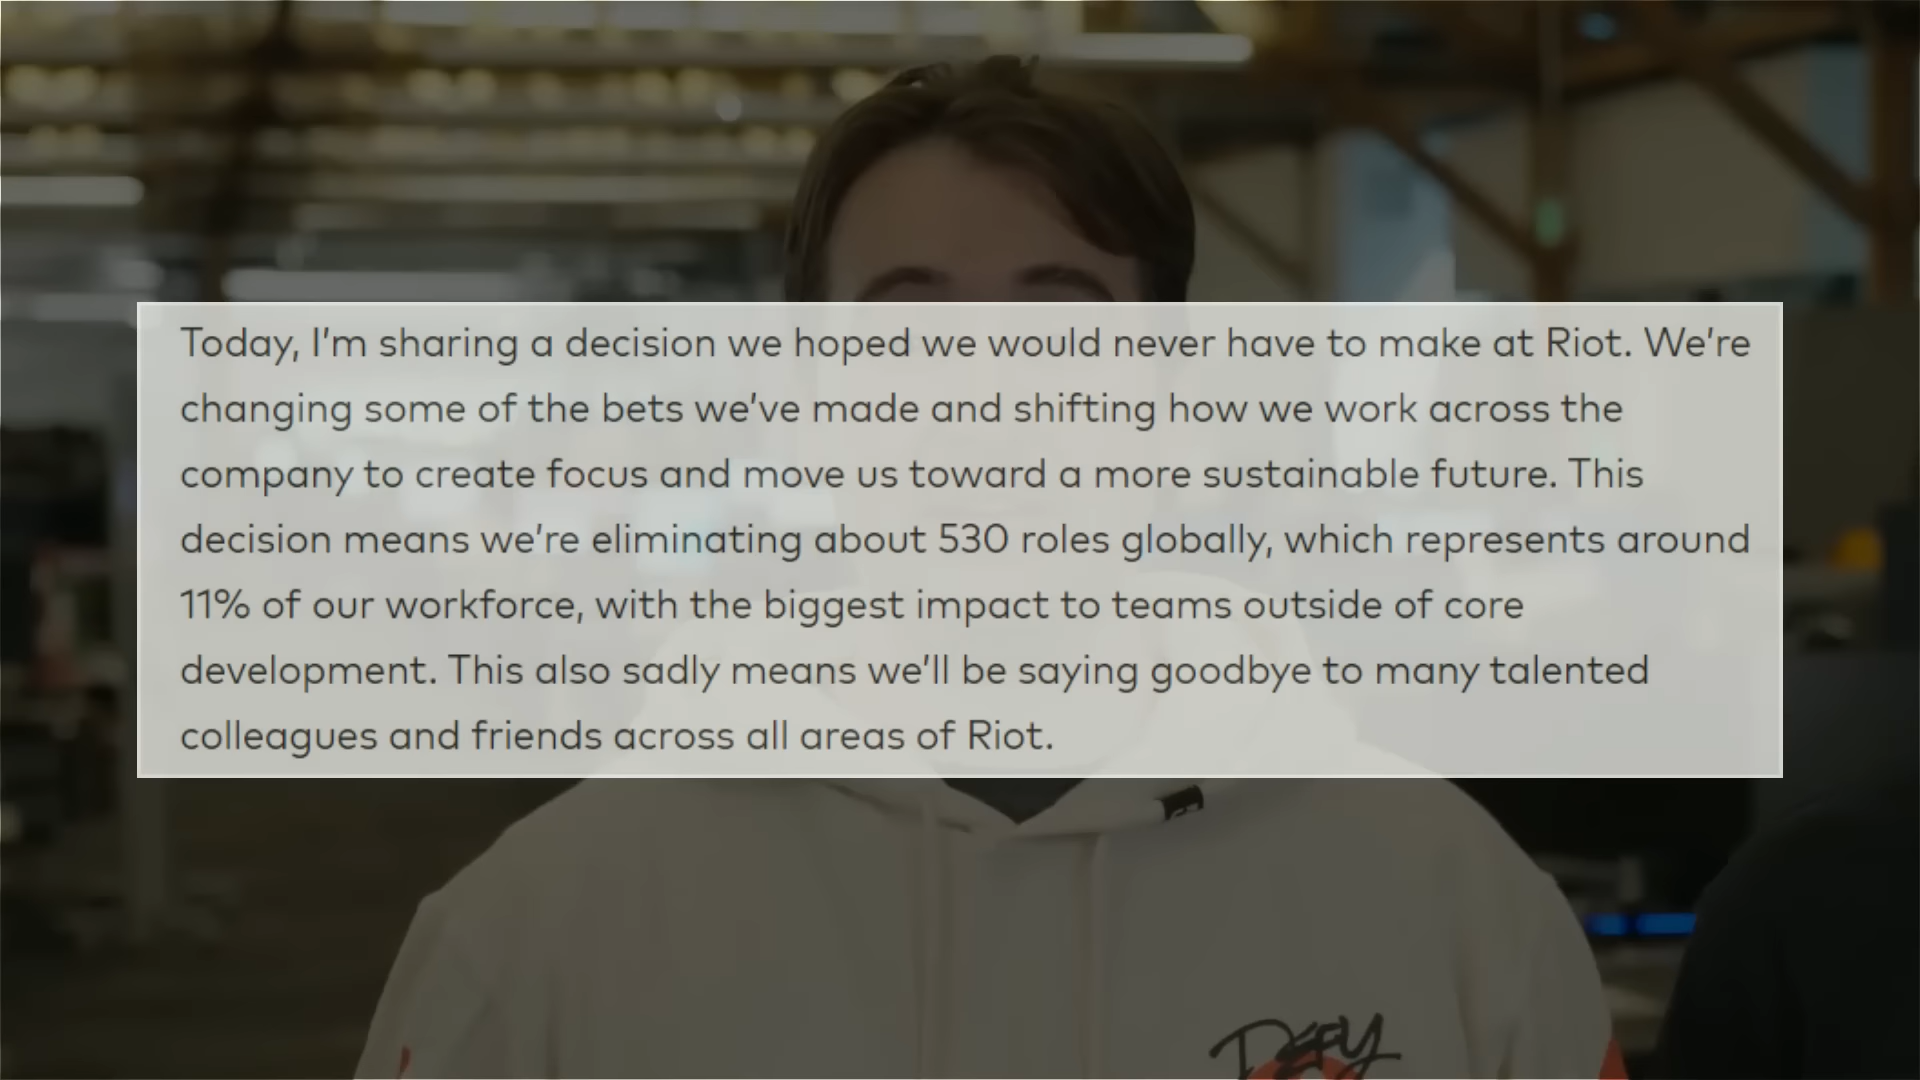 Today, I'm sharing a decision we hoped we would never have to make at Riot. We're
changing some of the bets we've made and shifting how we work across the
company to create focus and move us toward a more sustainable future. This
decision means we're eliminating about 530 roles globally, which represents around
11% of our workforce, with the biggest impact to teams outside of core
development. This also sadly means we'll be saying goodbye to many talented
colleagues and friends across all areas of Riot.
Defy